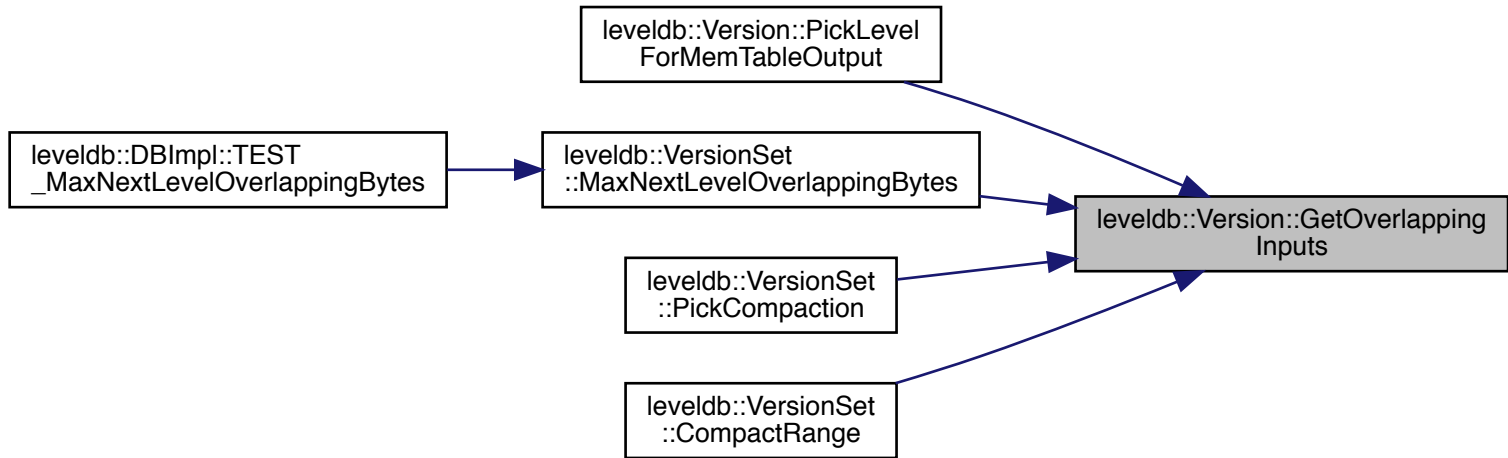 leveldb::Version::PickLevel
ForMemTableOutput
leveldb::DBImpl::TEST
_MaxNextLevelOverlappingBytes
leveldb::VersionSet
::MaxNextLevelOverlappingBytes
leveldb::Version::GetOverlapping
Inputs
leveldb::VersionSet
::PickCompaction
leveldb::VersionSet
::CompactRange